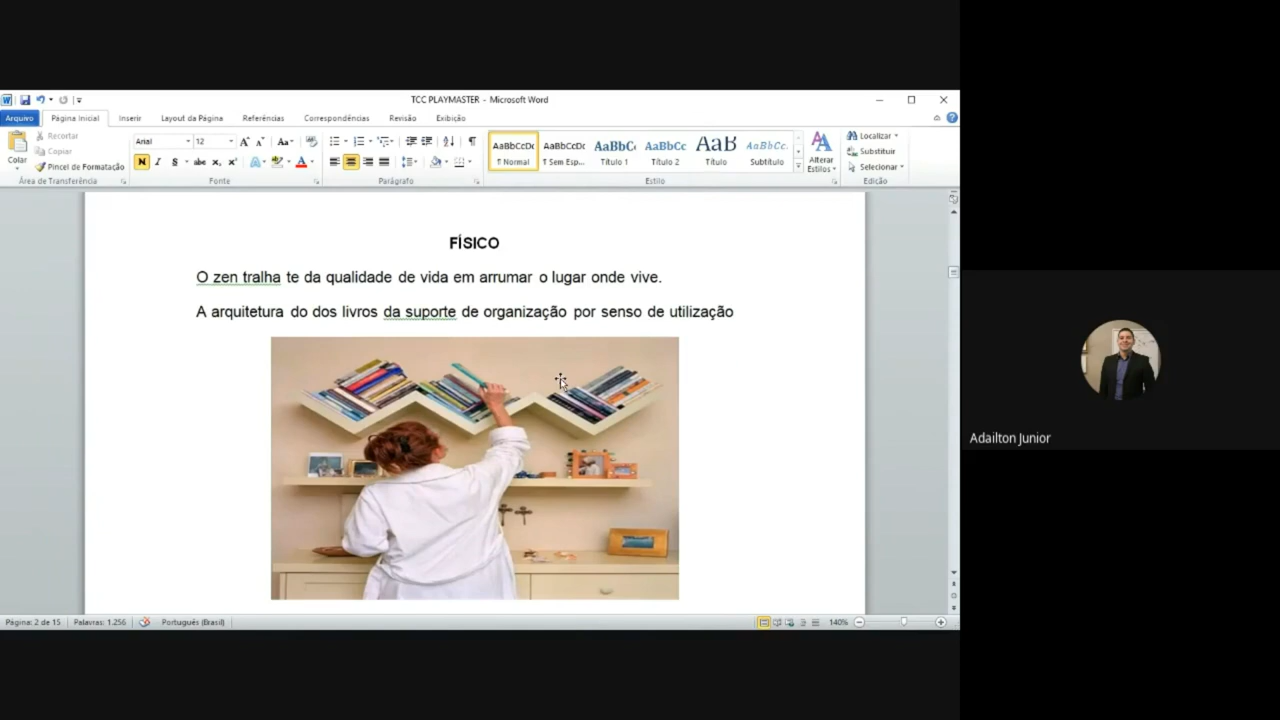 TCC PLAYMASTER - Microsoft Word
Arquivo Página Inicial Inserir Layout da Página Referências Correspondências Revisão Exibição
Colar
Recortar
Copiar
Pincel de Formatação
Área de Transferência
Arial 12
Fonte
Parágrafo
AaBbCcDc AaBbCcDc AaBbC AaBbCc AaB AaBbCc.
¶ Normal ¶ Sem Esp... Título 1 Título 2 Título Subtítulo
Alterar Estilos
Estilo
Localizar
Substituir
Selecionar
Edição
FÍSICO
O zen tralha te da qualidade de vida em arrumar o lugar onde vive.
A arquitetura do dos livros da suporte de organização por senso de utilização
Adailton Junior
Página: 2 de 15 Palavras: 1.256 Português (Brasil) 140%